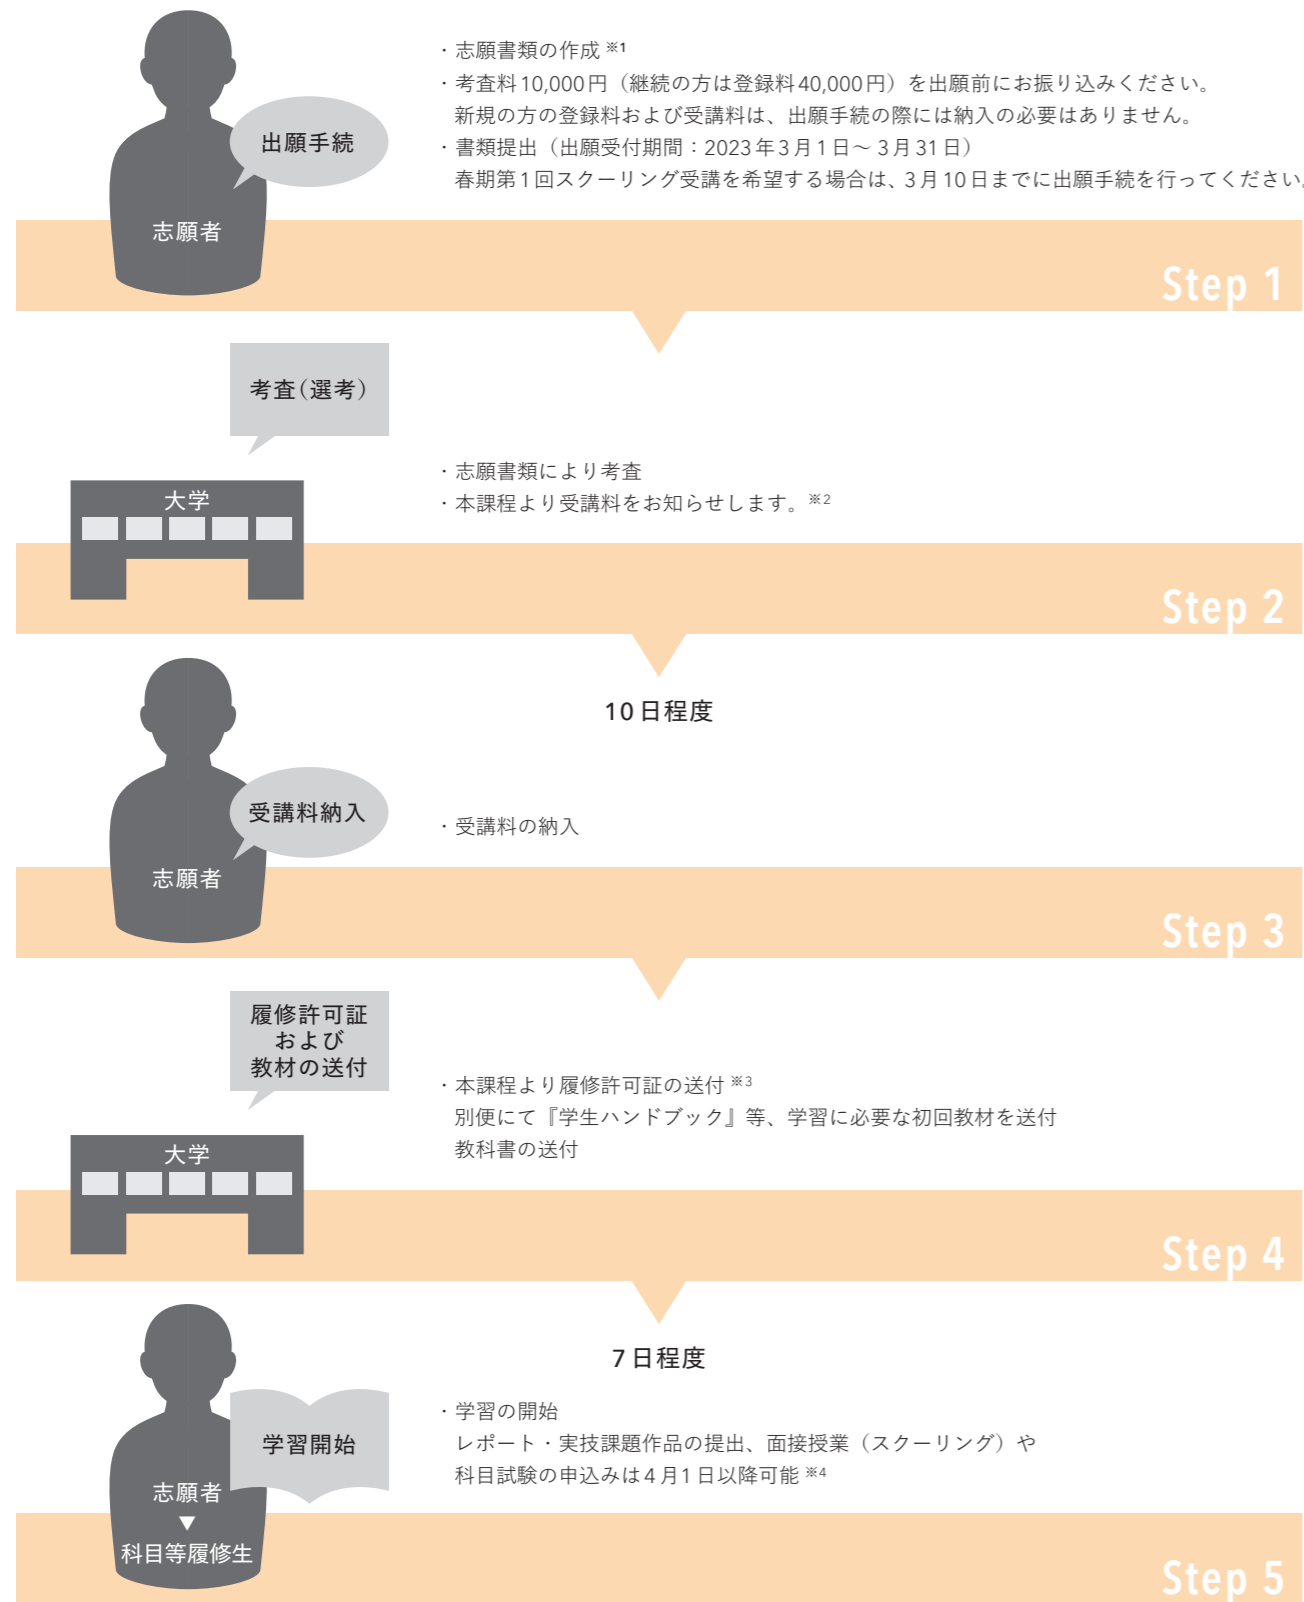 ・志願書類の作成 ※1
・考査料10,000円（継続の方は登録料40,000円）を出願前にお振り込みください。
新規の方の登録料および受講料は、出願手続の際には納入の必要はありません。
・書類提出（出願受付期間：2023年3月1日〜3月31日）
春期第1回スクーリング受講を希望する場合は、3月10日までに出願手続を行ってください。
出願手続
志願者
Step 1
考査（選考）
大学
・志願書類により考査
・本課程より受講料をお知らせします。※2
Step 2
10日程度
受講料納入
志願者
・受講料の納入
Step 3
履修許可証
および
教材の送付
大学
・本課程より履修許可証の送付 ※3
別便にて『学生ハンドブック』等、学習に必要な初回教材を送付
教科書の送付
Step 4
7日程度
・学習の開始
レポート・実技課題作品の提出、面接授業（スクーリング）や
科目試験の申込みは4月1日以降可能 ※4
学習開始
志願者
▼
科目等履修生
Step 5